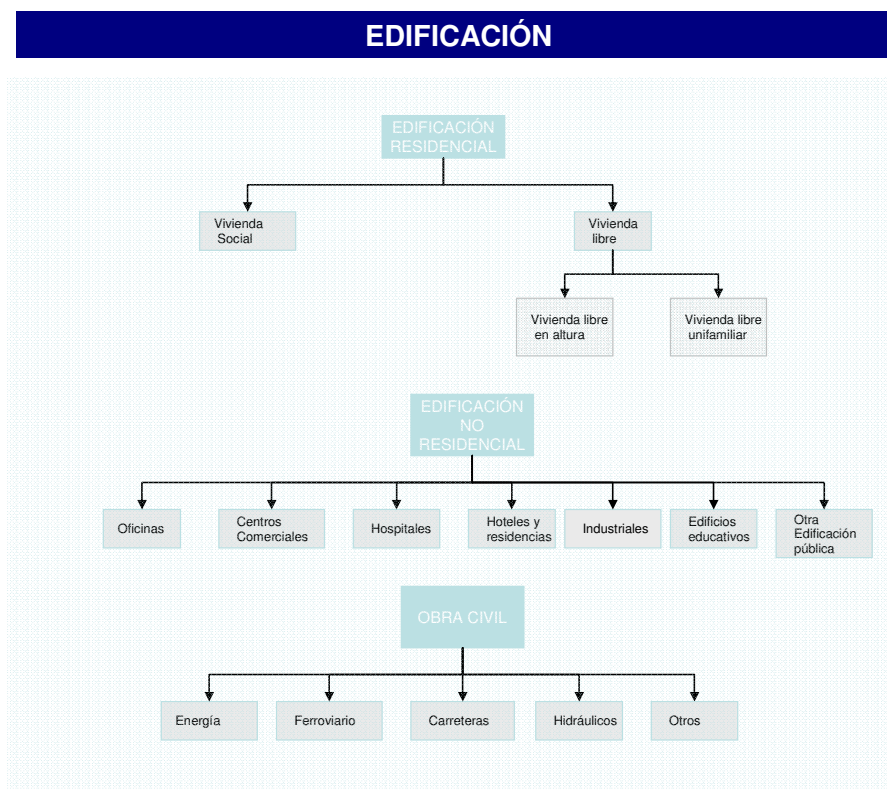 EDIFICACIÓN
EDIFICACIÓN
RESIDENCIAL
Vivienda
Social
Vivienda
libre
Vivienda libre
en altura
Vivienda libre
unifamiliar
EDIFICACIÓN
NO
RESIDENCIAL
Oficinas
Centros
Comerciales
Hospitales
Hoteles y
residencias
Industriales
Edificios
educativos
Otra
Edificación
pública
OBRA CIVIL
Energía
Ferroviario
Carreteras
Hidráulicos
Otros